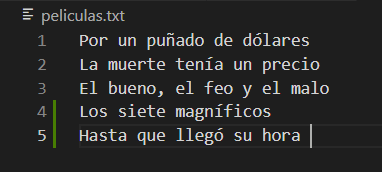 peliculas.txt
1 Por un puñado de dólares
2 La muerte tenía un precio
3 El bueno, el feo y el malo
4 Los siete magníficos
5 Hasta que llegó su hora